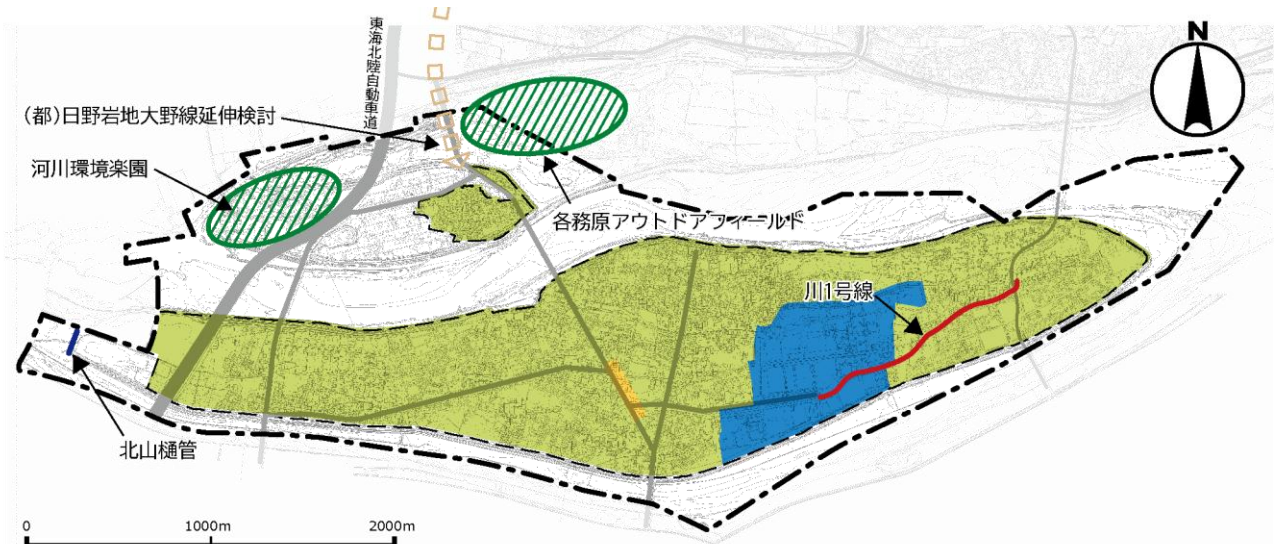 東海北陸自動車道
N
(都)日野岩地大野線延伸検討
河川環境楽園
各務原アウトドアフィールド
川1号線
北山樋管
0 1000m 2000m